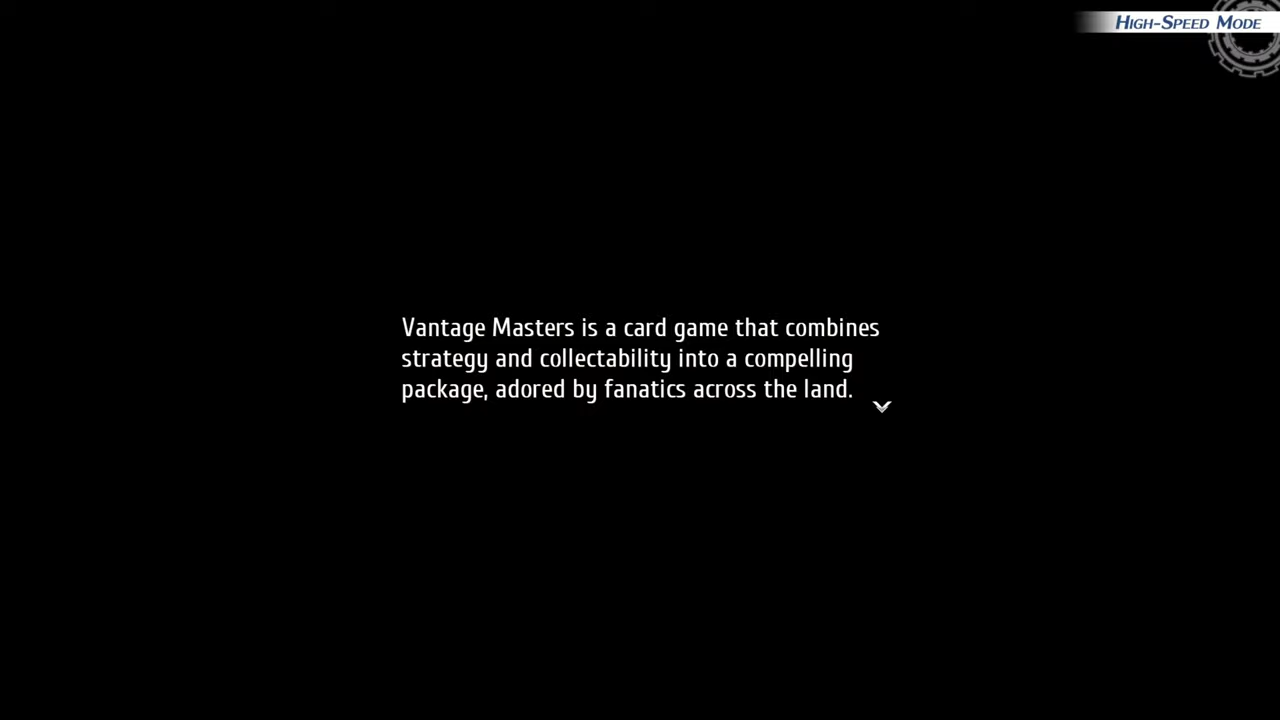 High-Speed Mode
Vantage Masters is a card game that combines
strategy and collectability into a compelling
package, adored by fanatics across the land.